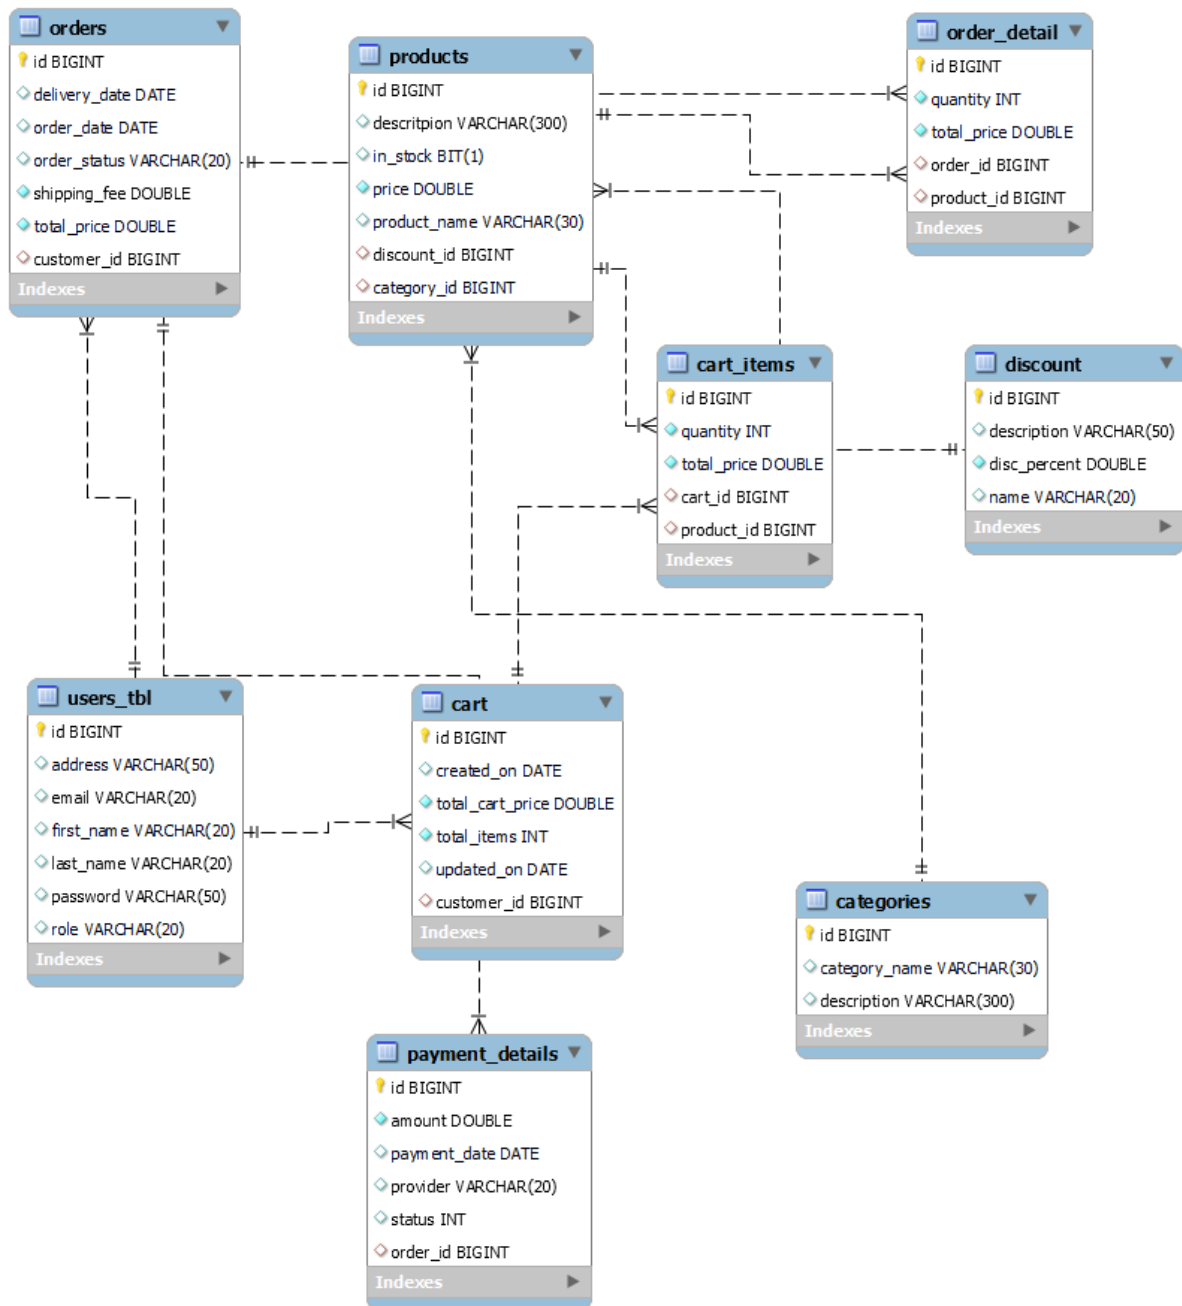 orders
id BIGINT
delivery_date DATE
order_date DATE
order_status VARCHAR(20)
shipping_fee DOUBLE
total_price DOUBLE
customer_id BIGINT
Indexes
products
id BIGINT
descritpion VARCHAR(300)
in_stock BIT(1)
price DOUBLE
product_name VARCHAR(30)
discount_id BIGINT
category_id BIGINT
Indexes
order_detail
id BIGINT
quantity INT
total_price DOUBLE
order_id BIGINT
product_id BIGINT
Indexes
cart_items
id BIGINT
quantity INT
total_price DOUBLE
cart_id BIGINT
product_id BIGINT
Indexes
discount
id BIGINT
description VARCHAR(50)
disc_percent DOUBLE
name VARCHAR(20)
Indexes
users_tbl
id BIGINT
address VARCHAR(50)
email VARCHAR(20)
first_name VARCHAR(20)
last_name VARCHAR(20)
password VARCHAR(50)
role VARCHAR(20)
Indexes
cart
id BIGINT
created_on DATE
total_cart_price DOUBLE
total_items INT
updated_on DATE
customer_id BIGINT
Indexes
categories
id BIGINT
category_name VARCHAR(30)
description VARCHAR(300)
Indexes
payment_details
id BIGINT
amount DOUBLE
payment_date DATE
provider VARCHAR(20)
status INT
order_id BIGINT
Indexes